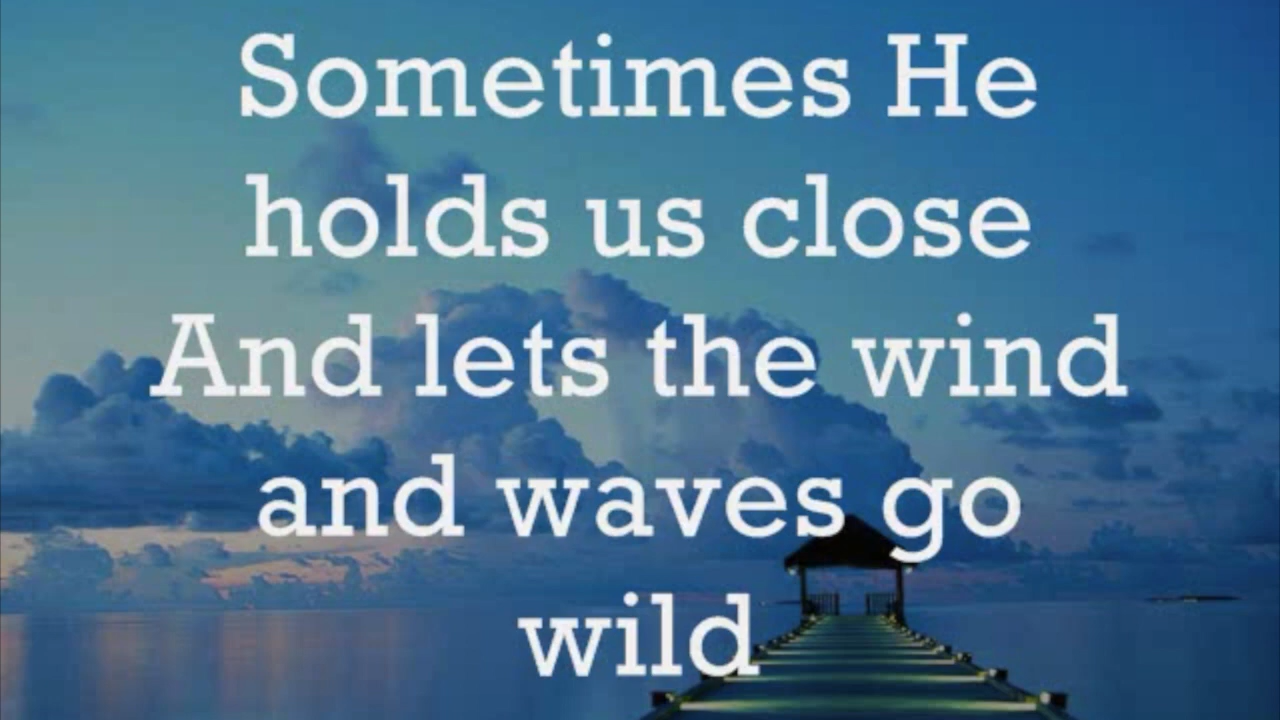 Sometimes He
holds us close
And lets the wind
and waves go
wild